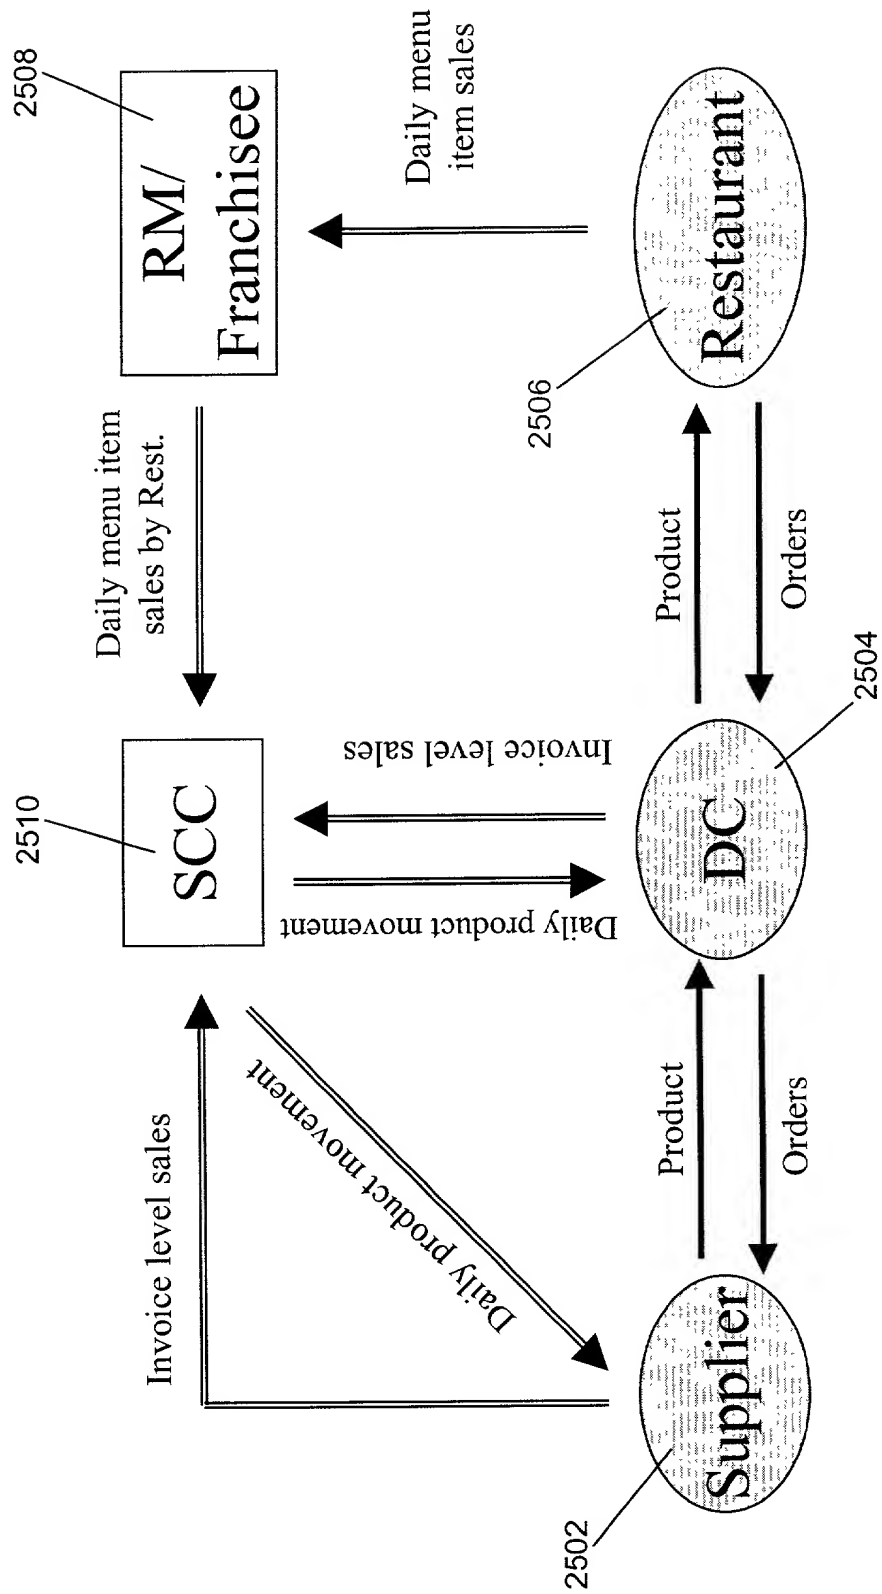 2510
2508
SCC
RM/
Franchisee
Daily menu item
sales by Rest.
Invoice level sales
Daily product movement
Daily product movement
Invoice level sales
Daily menu
item sales
2502
Supplier
Product
Orders
DC
2504
Product
Orders
2506
Restaurant